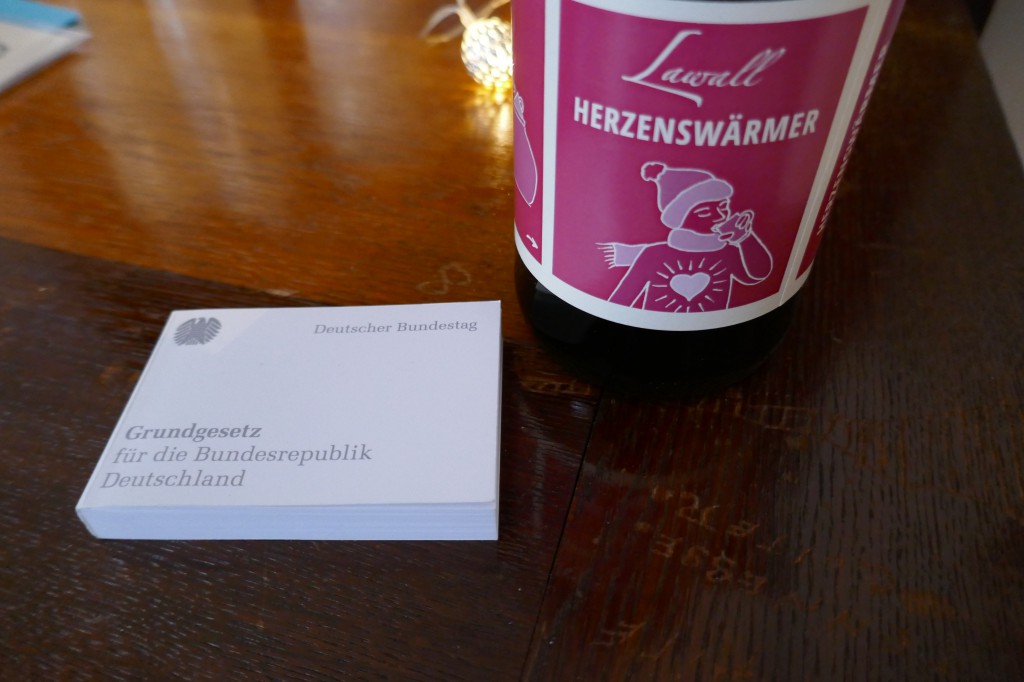 Lawall
HERZENSWÄRMER
Deutscher Bundestag
Grundgesetz
für die Bundesrepublik
Deutschland